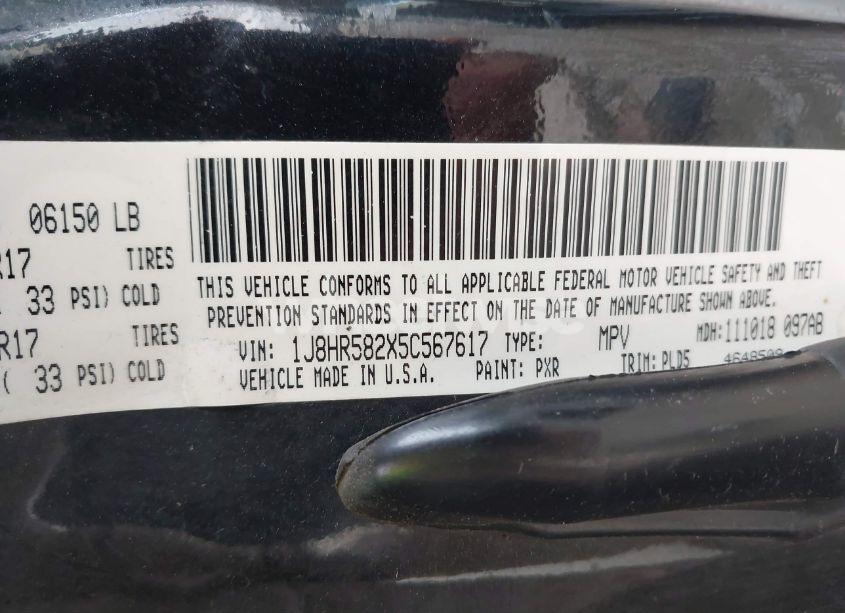 06150 LB
R17 TIRES
33 PSI) COLD
R17 TIRES
( 33 PSI) COLD
THIS VEHICLE CONFORMS TO ALL APPLICABLE FEDERAL MOTOR VEHICLE SAFETY AND THEFT
PREVENTION STANDARDS IN EFFECT ON THE DATE OF MANUFACTURE SHOWN ABOVE.
VIN: 1J8HR582X5C567617 TYPE: MPV MDH:111018 097AB
VEHICLE MADE IN U.S.A. PAINT: PXR TRIM: PLD5